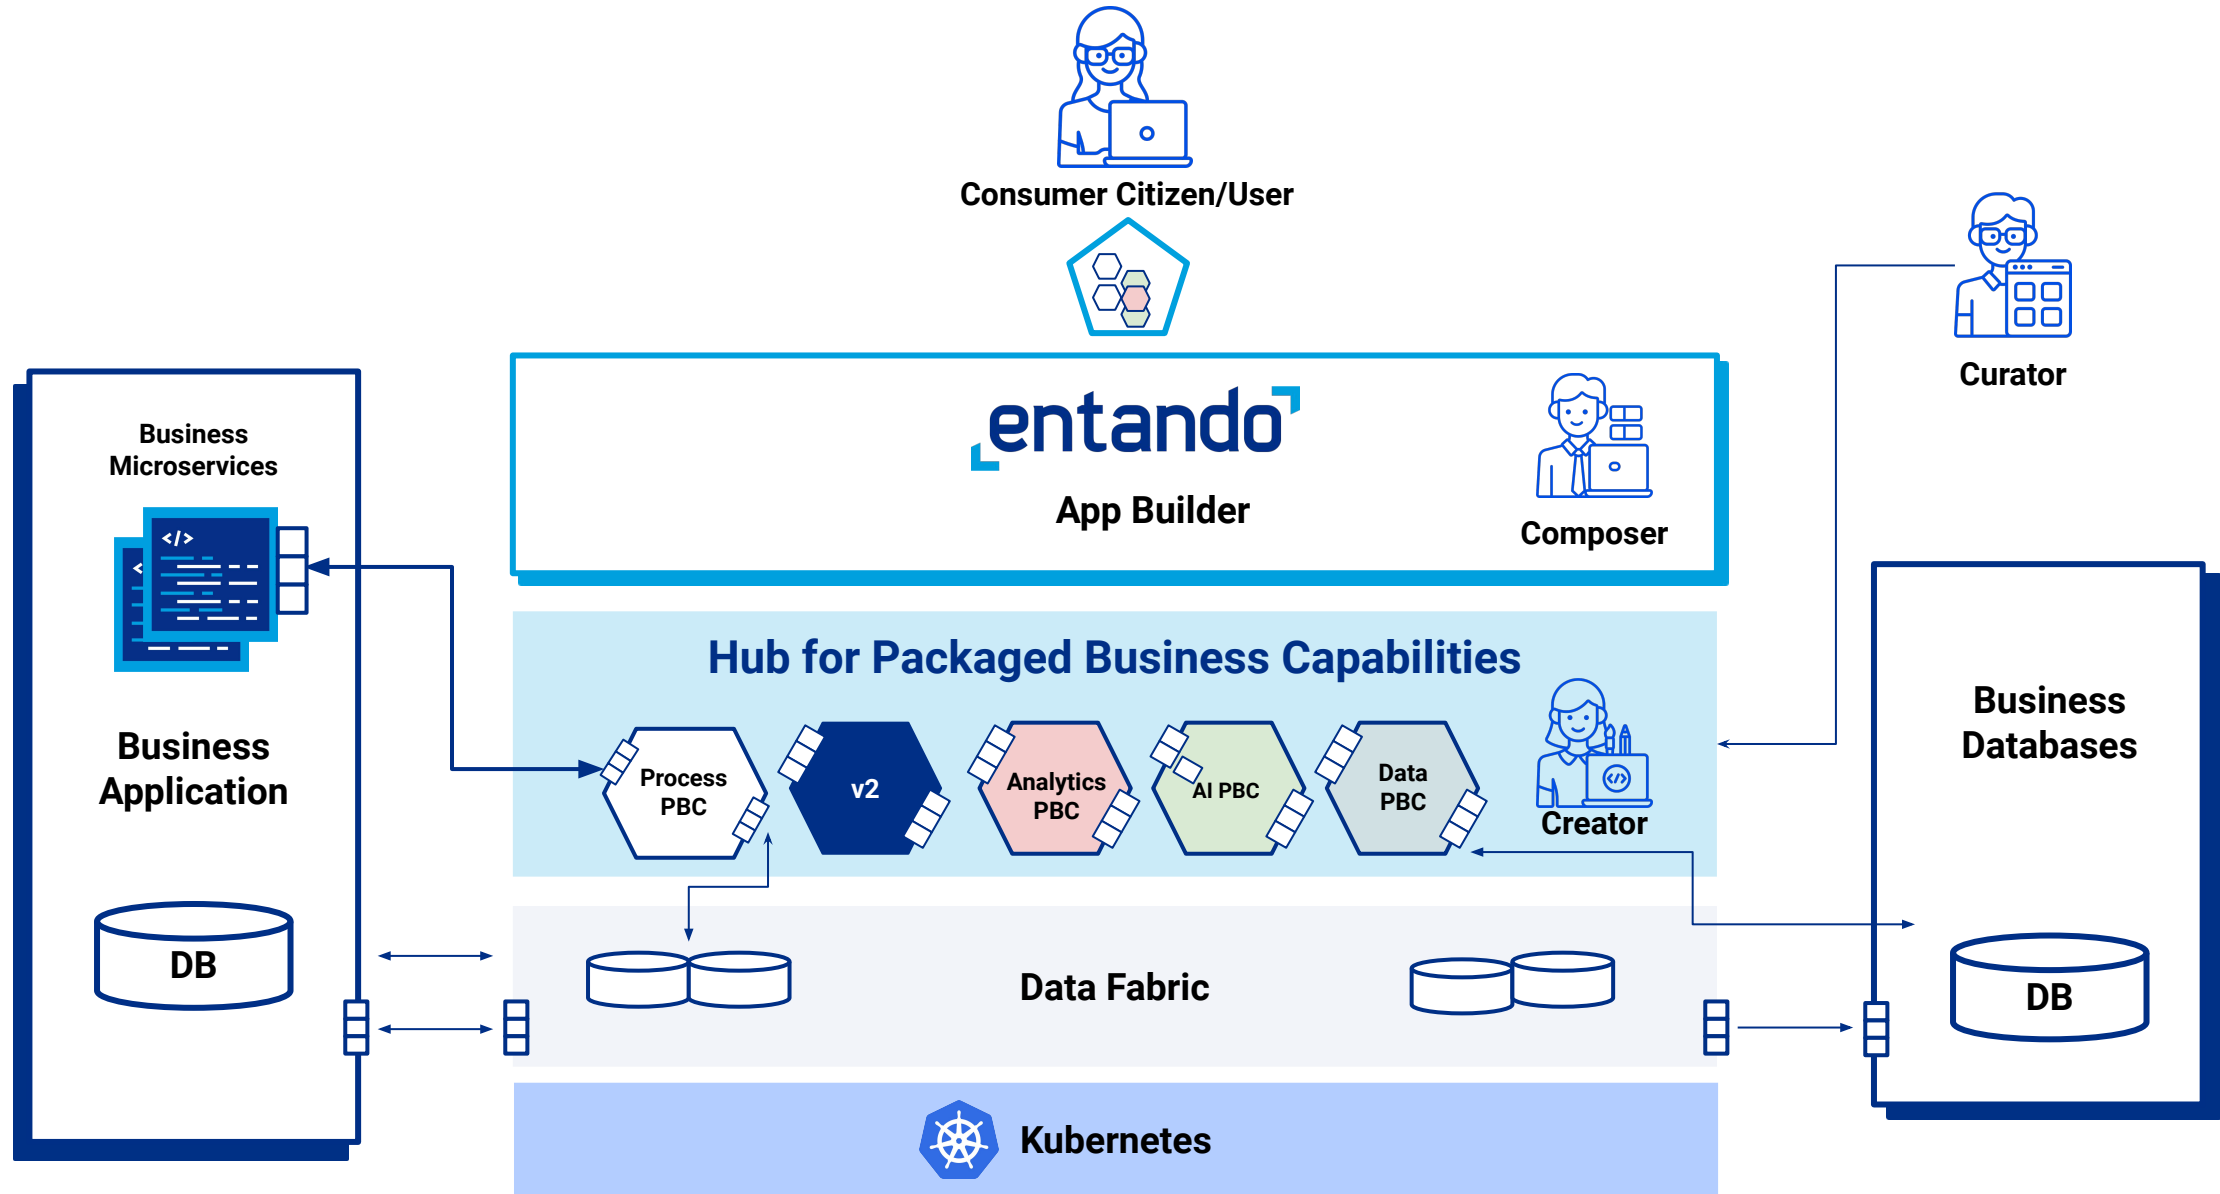 Consumer Citizen/User
Curator
entando
App Builder
Composer
Business
Microservices
</>
<
Business
Application
DB
Hub for Packaged Business Capabilities
Process
PBC
v2
Analytics
PBC
AI PBC
Data
PBC
</>
Creator
Business
Databases
DB
Data Fabric
Kubernetes